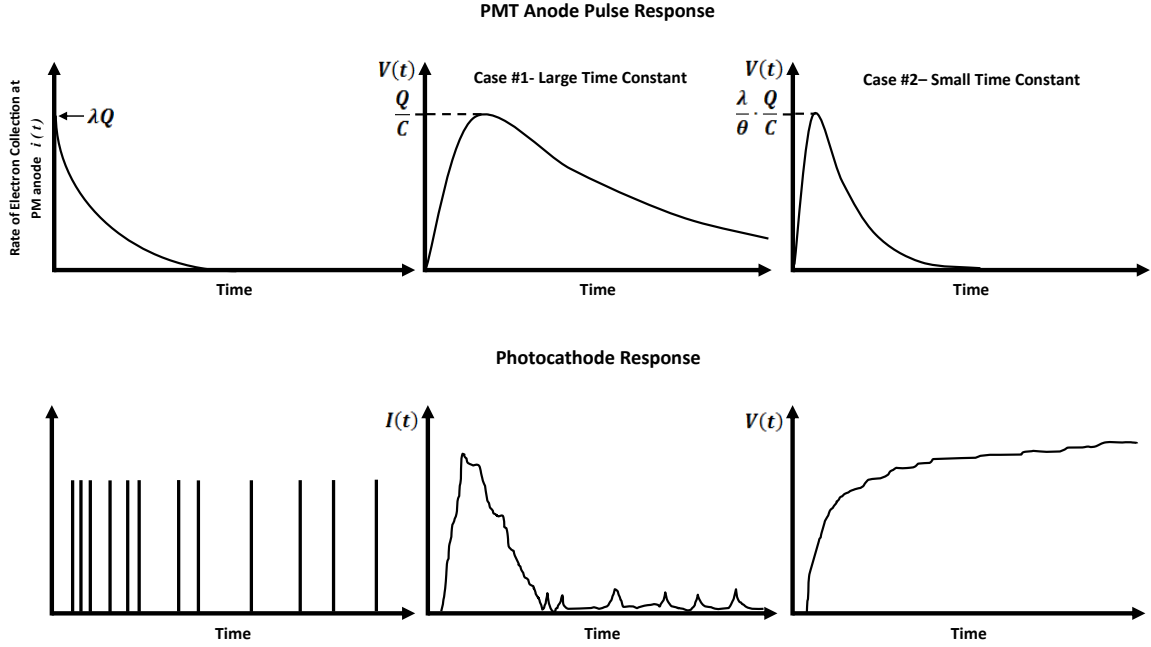 PMT Anode Pulse Response
Rate of Electron Collection at
PM anode i(t)
λQ
Time
V(t)
Q
C
Case #1- Large Time Constant
Time
V(t)
λ . Q
θ C
Case #2– Small Time Constant
Time
Photocathode Response
Time
I(t)
Time
V(t)
Time